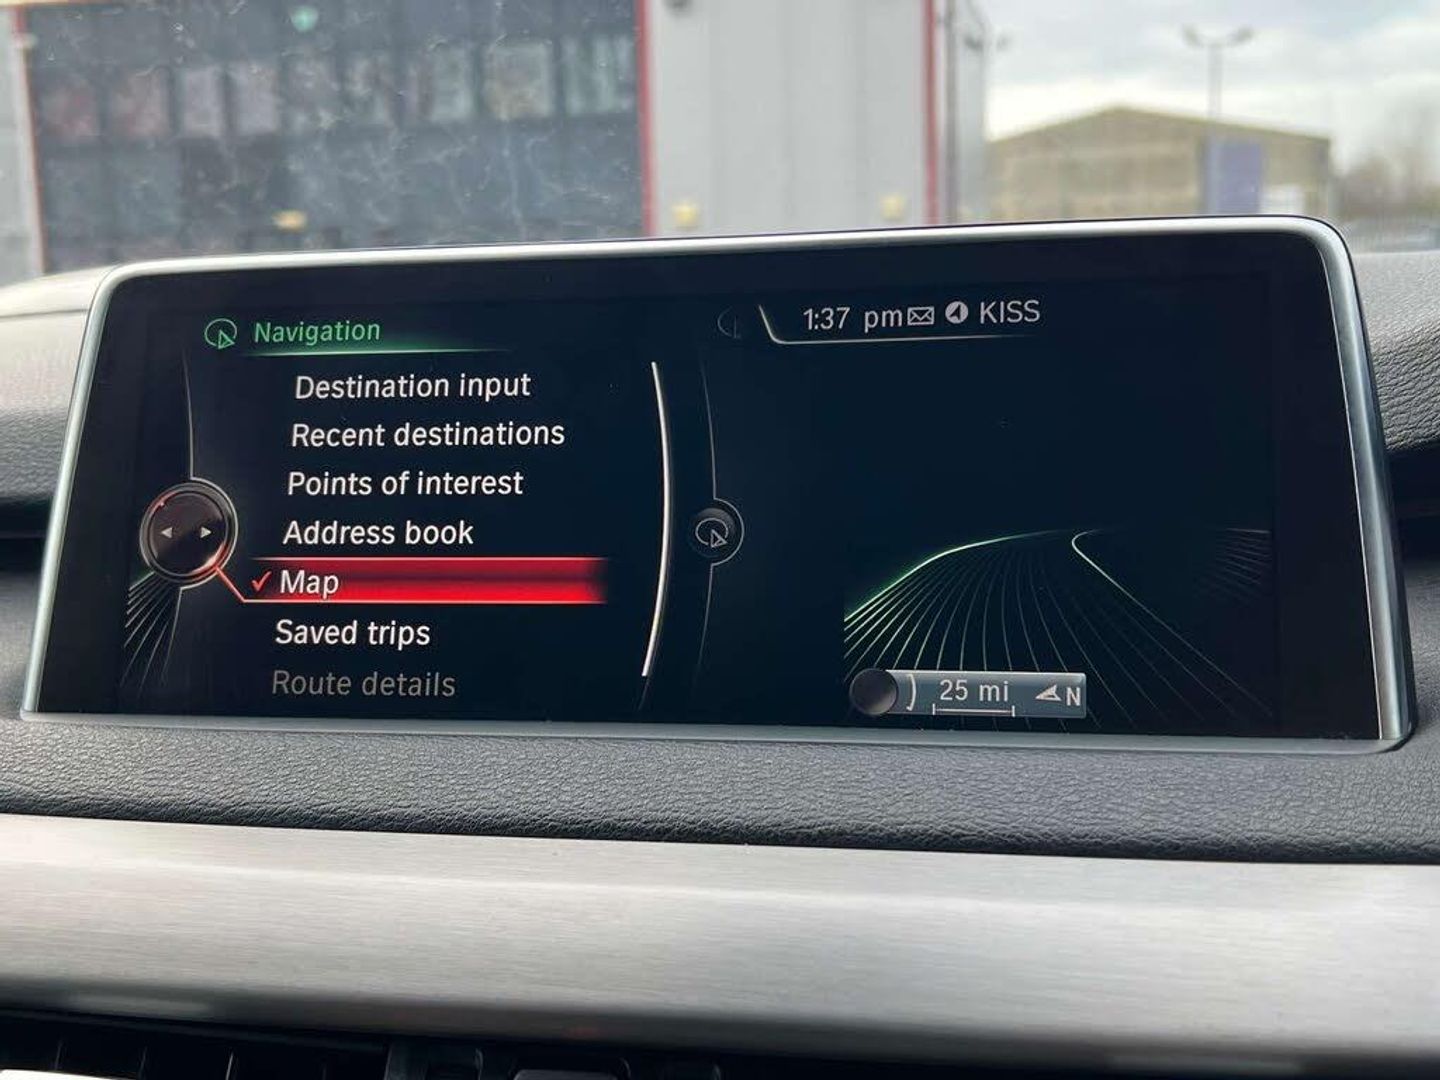 Navigation
1:37 pm KISS
Destination input
Recent destinations
Points of interest
Address book
Map
Saved trips
Route details
25 mi N